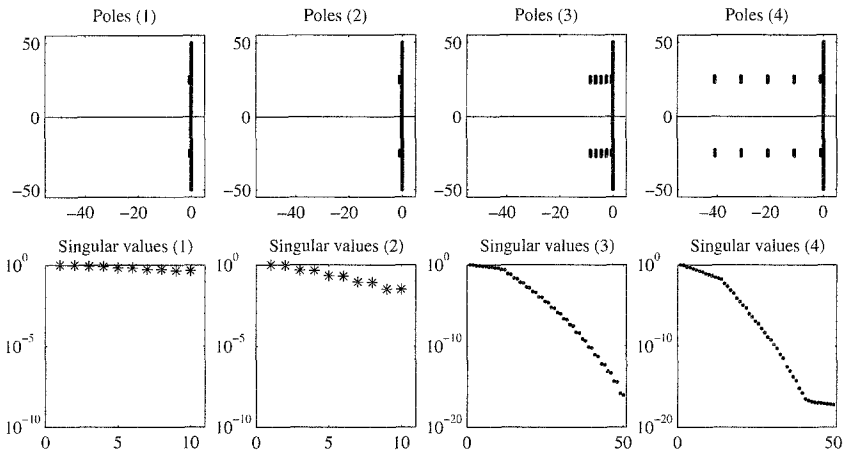 Poles (1)
Poles (2)
Poles (3)
Poles (4)
50
0
−50
−40 −20 0
50
0
−50
−40 −20 0
50
0
−50
−40 −20 0
50
0
−50
−40 −20 0
Singular values (1)
Singular values (2)
Singular values (3)
Singular values (4)
10^0
10^−5
10^−10
0 5 10
10^0
10^−5
10^−10
0 5 10
10^0
10^−10
10^−20
0 50
10^0
10^−10
10^−20
0 50